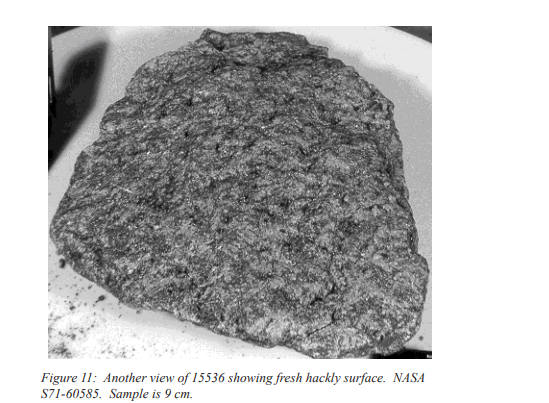 Figure 11: Another view of 15536 showing fresh hackly surface. NASA
S71-60585. Sample is 9 cm.